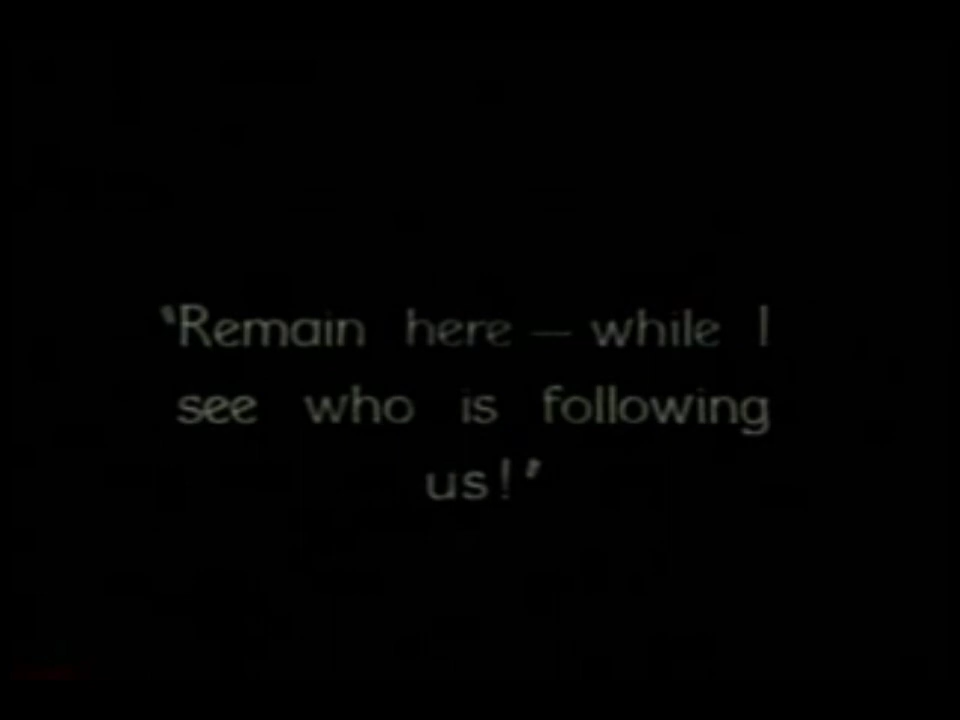 “Remain here — while I
see who is following
us!”